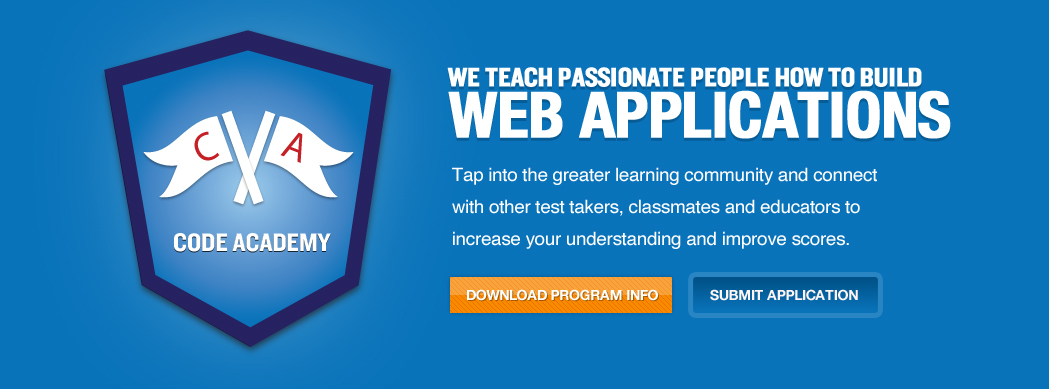 C A
CODE ACADEMY
WE TEACH PASSIONATE PEOPLE HOW TO BUILD
WEB APPLICATIONS
Tap into the greater learning community and connect
with other test takers, classmates and educators to
increase your understanding and improve scores.
DOWNLOAD PROGRAM INFO
SUBMIT APPLICATION